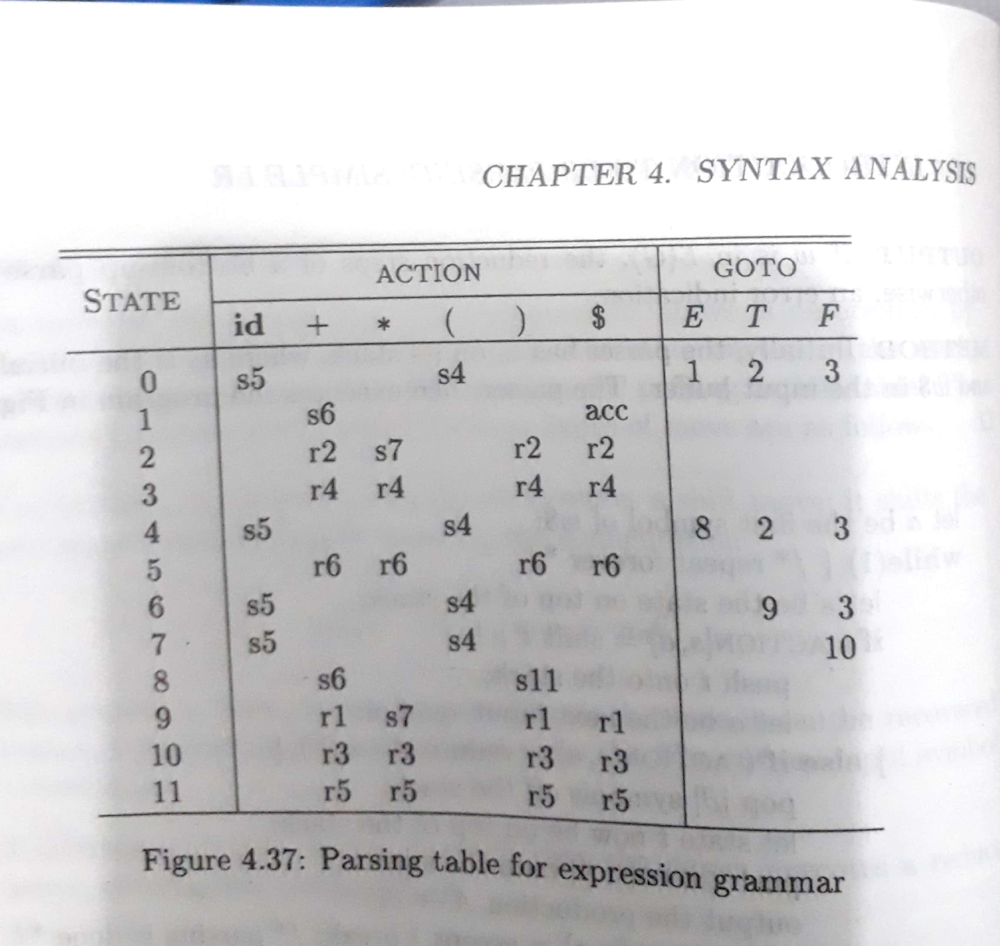 CHAPTER 4. SYNTAX ANALYSIS
STATE ACTION GOTO
id + * ( ) $ E T F
0 s5 s4 1 2 3
1 s6 acc
2 r2 s7 r2 r2
3 r4 r4 r4 r4
4 s5 s4 8 2 3
5 r6 r6 r6 r6
6 s5 s4 9 3
7 s5 s4 10
8 s6 s11
9 r1 s7 r1 r1
10 r3 r3 r3 r3
11 r5 r5 r5 r5
Figure 4.37: Parsing table for expression grammar